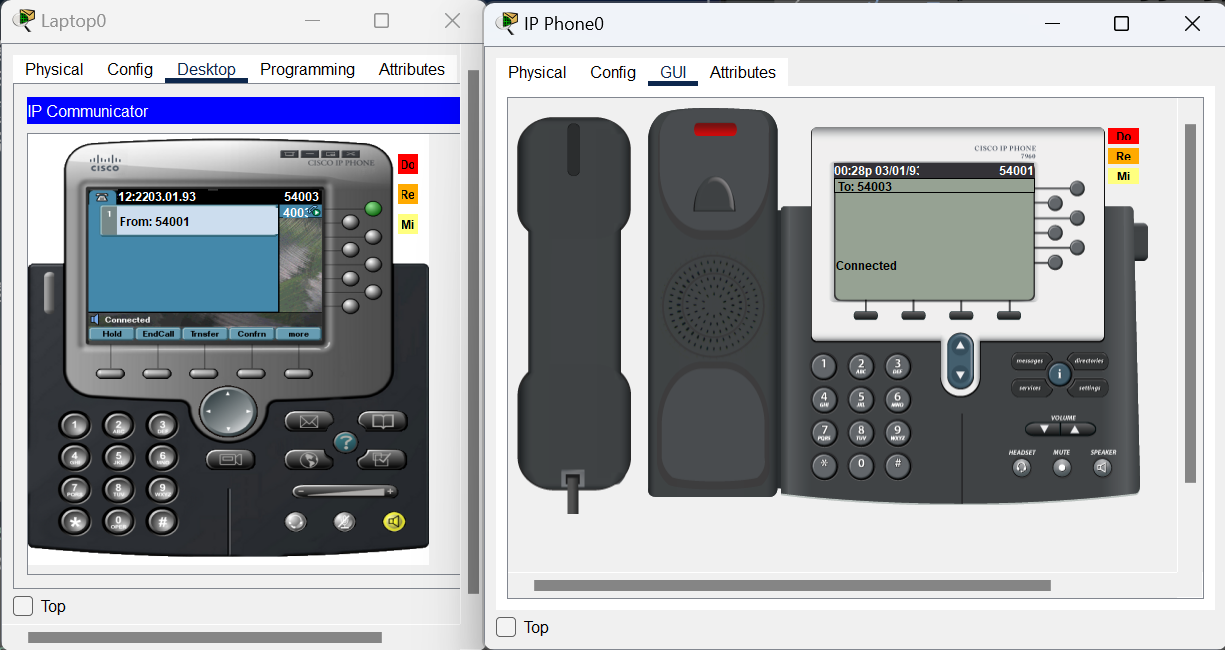 Laptop0
Physical Config Desktop Programming Attributes
IP Communicator
CISCO
CISCO IP PHONE
12:2203.01.93 54003
4003
1 From: 54001
Connected
Hold EndCall Trnsfer Confrn more
Do
Re
Mi
1 2 ABC 3 DEF
4 GHI 5 JKL 6 MNO
7 PQRS 8 TUV 9 WXYZ
* 0 OPER #
?
- +
Top
IP Phone0
Physical Config GUI Attributes
CISCO IP PHONE
7960
00:28p 03/01/93 54001
To: 54003
Connected
Do
Re
Mi
1 2 ABC 3 DEF
4 GHI 5 JKL 6 MNO
7 PQRS 8 TUV 9 WXYZ
* 0 #
messages directories
i
services settings
VOLUME
HEADSET MUTE SPEAKER
Top